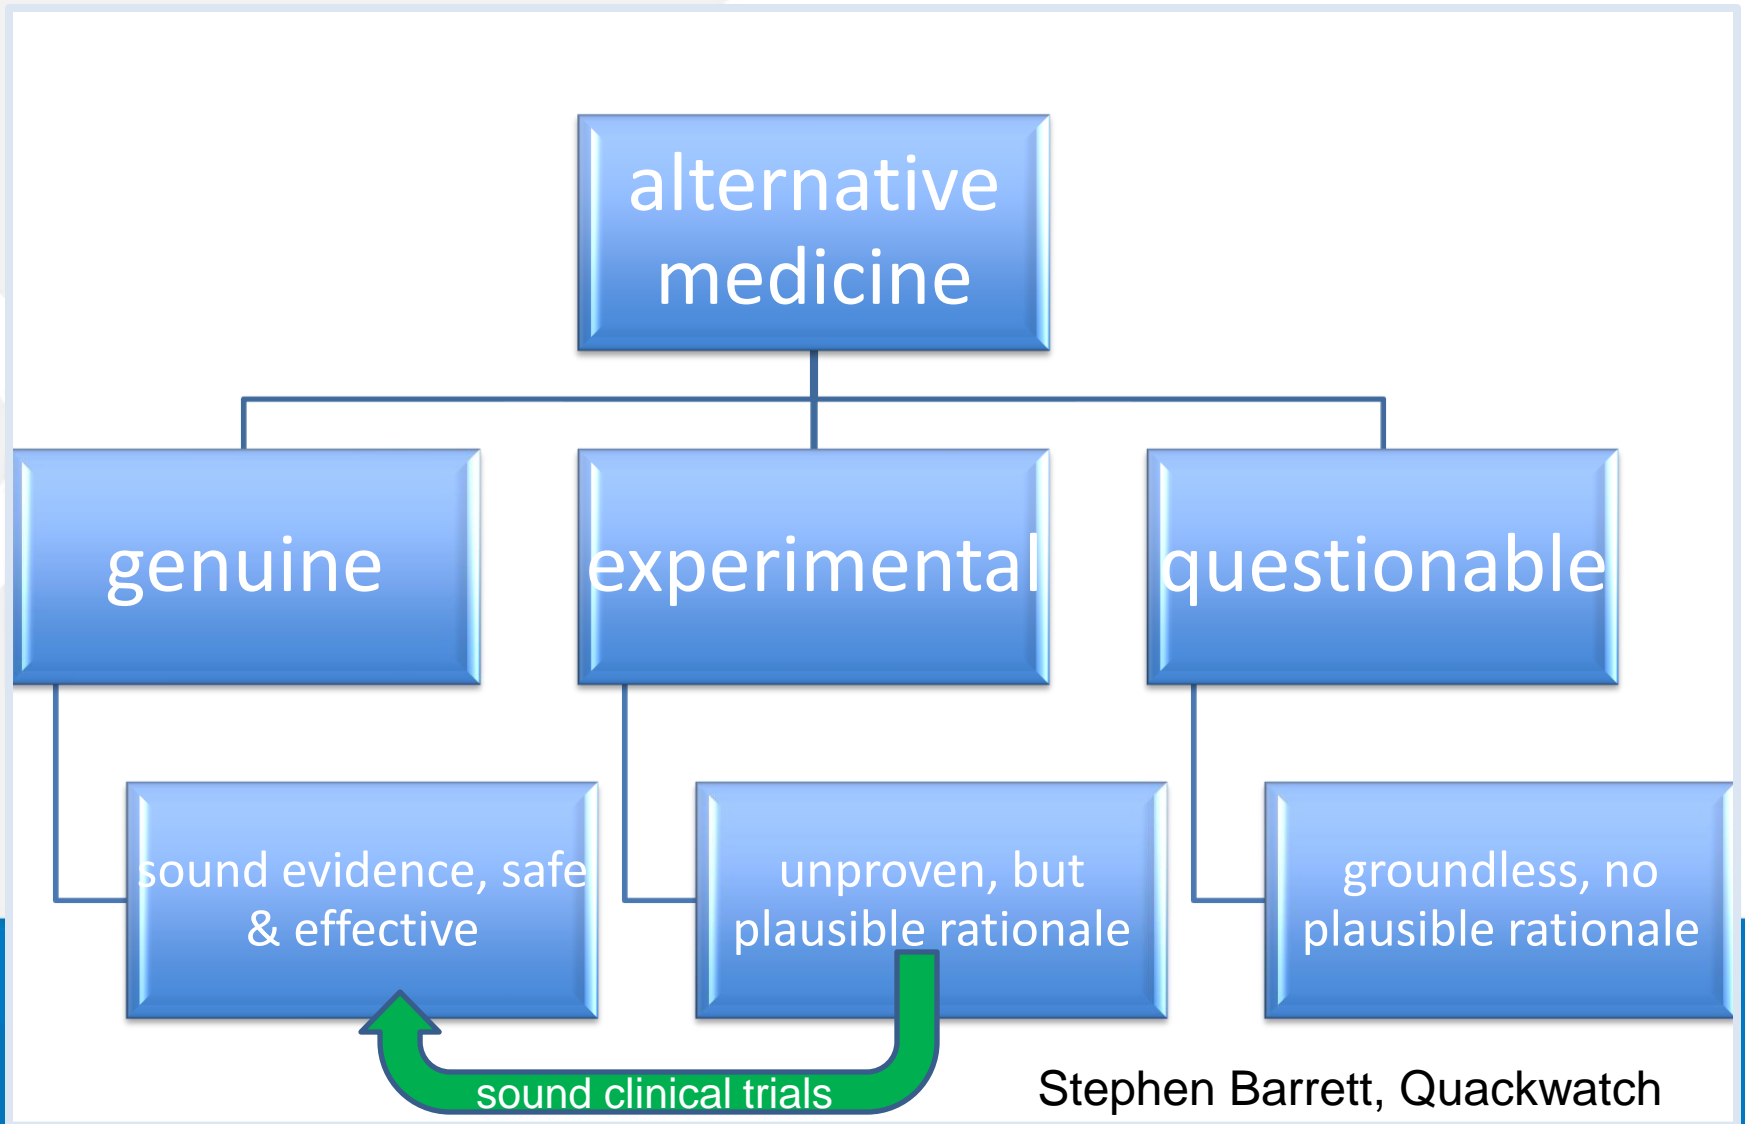 alternative
medicine
genuine
experimental
questionable
sound evidence, safe
& effective
unproven, but
plausible rationale
groundless, no
plausible rationale
sound clinical trials
Stephen Barrett, Quackwatch